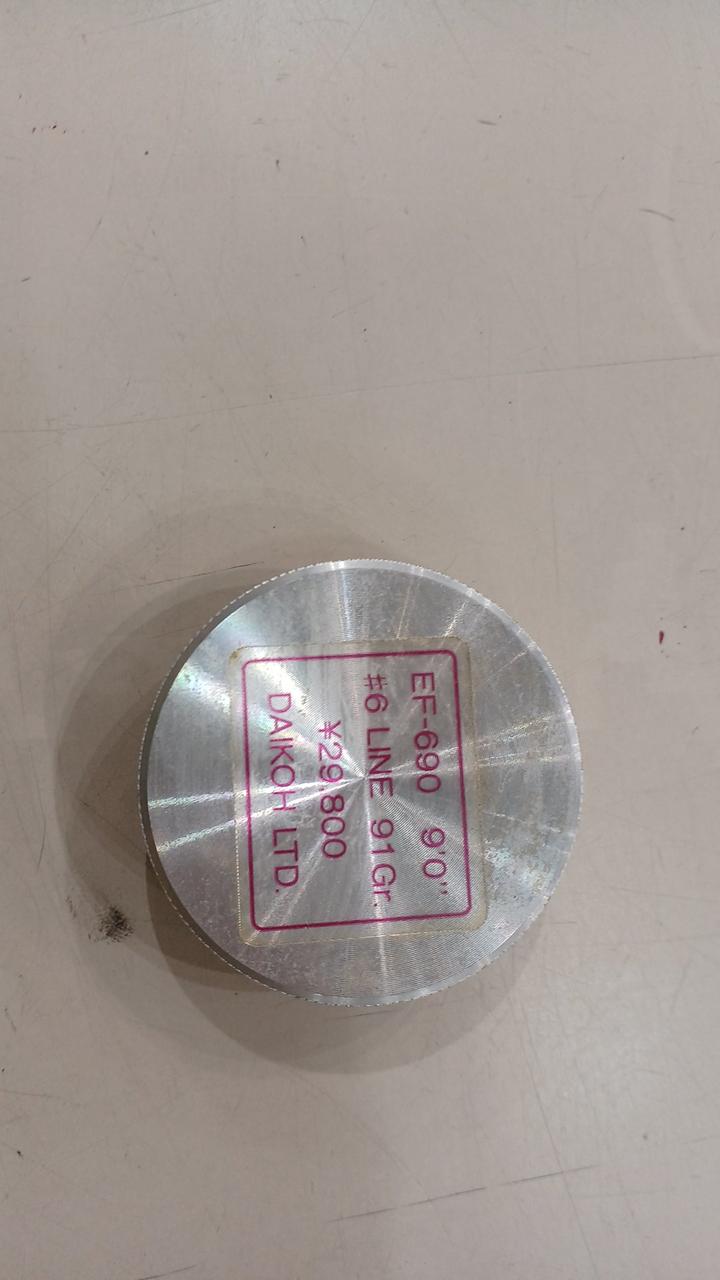 EF-690 9'0"
#6 LINE 91Gr.
¥29.800
DAIKOH LTD.